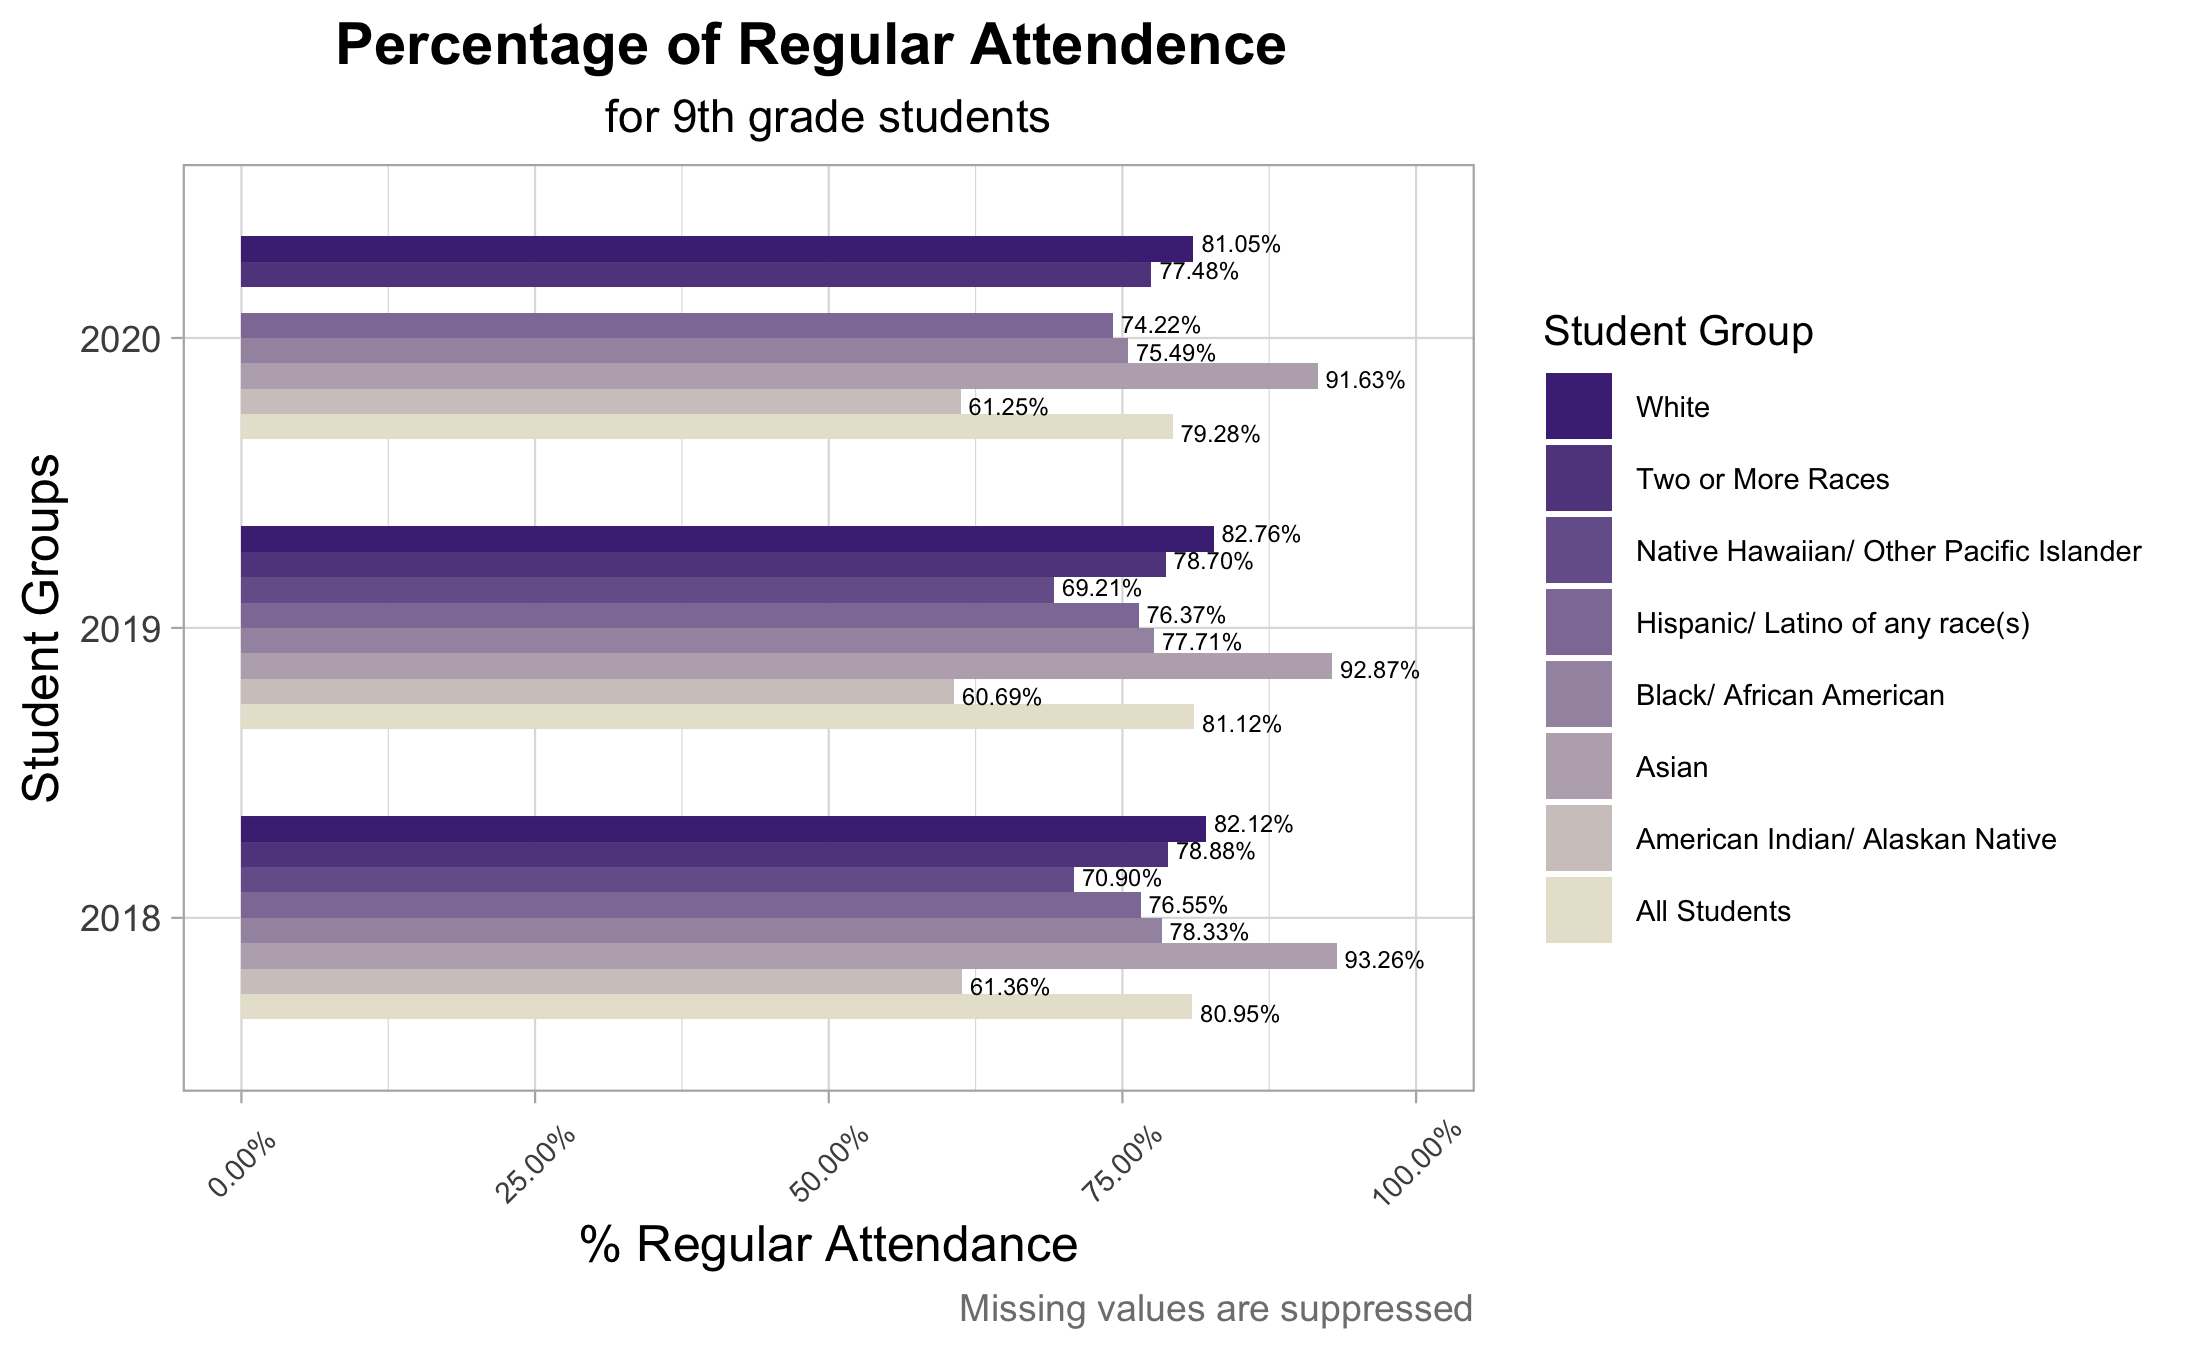 Percentage of Regular Attendence
for 9th grade students
Student Groups
2020
81.05%
77.48%
74.22%
75.49%
91.63%
61.25%
79.28%
2019
82.76%
78.70%
69.21%
76.37%
77.71%
92.87%
60.69%
81.12%
2018
82.12%
78.88%
70.90%
76.55%
78.33%
93.26%
61.36%
80.95%
0.00%
25.00%
50.00%
75.00%
100.00%
% Regular Attendance
Missing values are suppressed
Student Group
White
Two or More Races
Native Hawaiian/ Other Pacific Islander
Hispanic/ Latino of any race(s)
Black/ African American
Asian
American Indian/ Alaskan Native
All Students